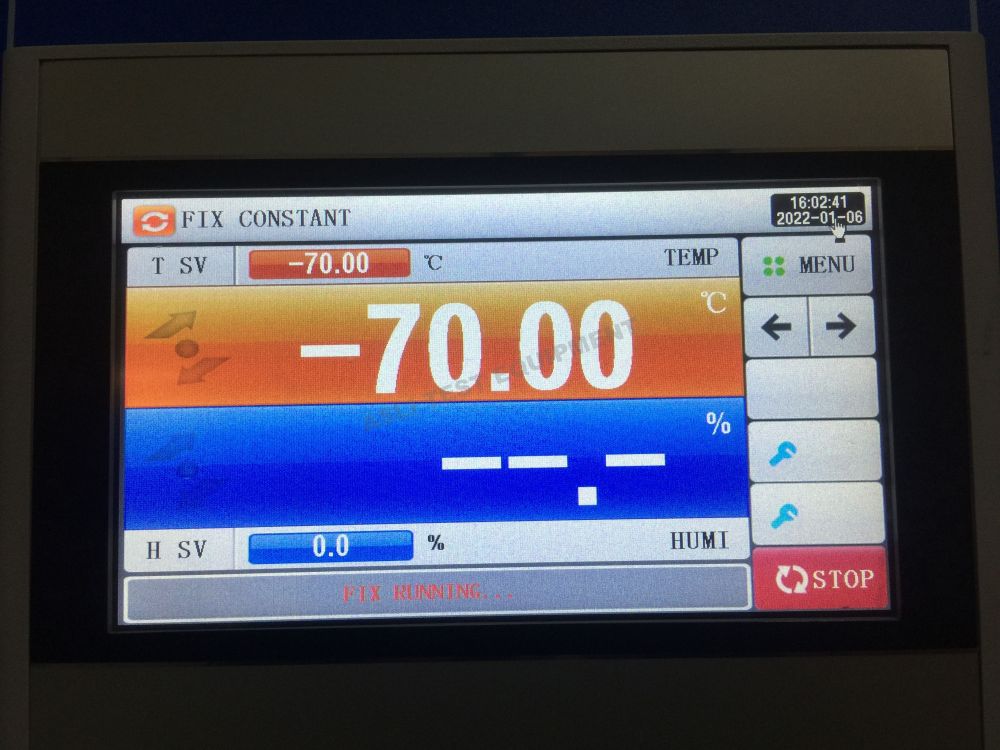 FIX CONSTANT
16:02:41
2022-01-06
T SV
-70.00
℃
TEMP
MENU
℃
-70.00
%
-- -- . --
H SV
0.0
%
HUMI
FIX RUNNING...
STOP